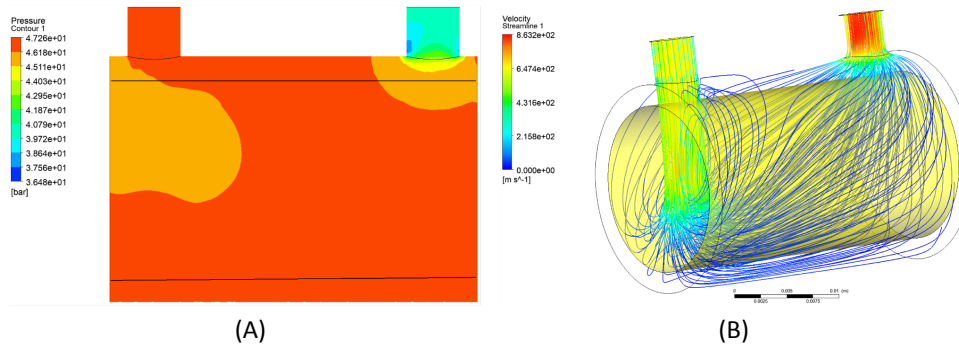 Pressure
Contour 1
4.726e+01
4.618e+01
4.511e+01
4.403e+01
4.295e+01
4.187e+01
4.079e+01
3.972e+01
3.864e+01
3.756e+01
3.648e+01
[bar]
(A)
Velocity
Streamline 1
8.632e+02
6.474e+02
4.316e+02
2.158e+02
0.000e+00
[m s^-1]
0 0.005 0.01 (m)
0.0025 0.0075
(B)